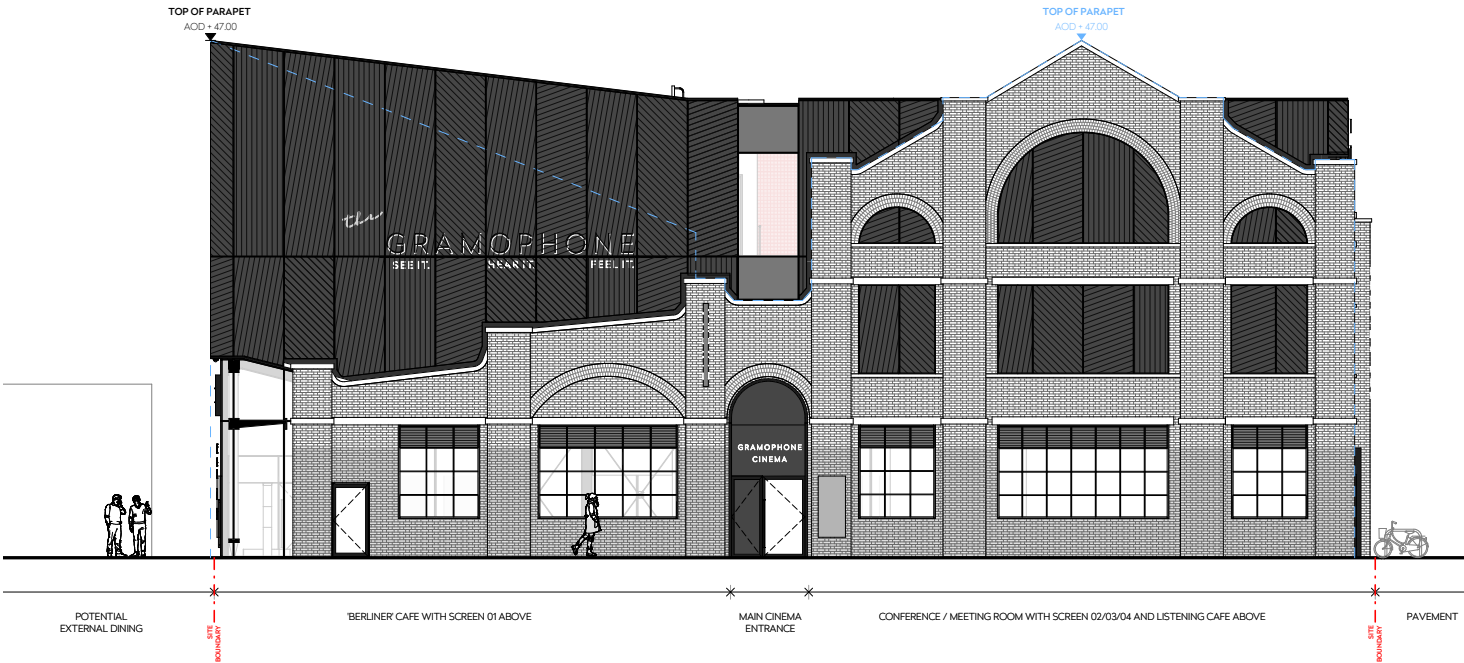 TOP OF PARAPET
AOD + 47.00
TOP OF PARAPET
AOD + 47.00
the
GRAMOPHONE
SEE IT. HEAR IT. FEEL IT.
GRAMOPHONE
CINEMA
POTENTIAL
EXTERNAL DINING
SITE
BOUNDARY
'BERLINER' CAFE WITH SCREEN 01 ABOVE
MAIN CINEMA
ENTRANCE
CONFERENCE / MEETING ROOM WITH SCREEN 02/03/04 AND LISTENING CAFE ABOVE
SITE
BOUNDARY
PAVEMENT